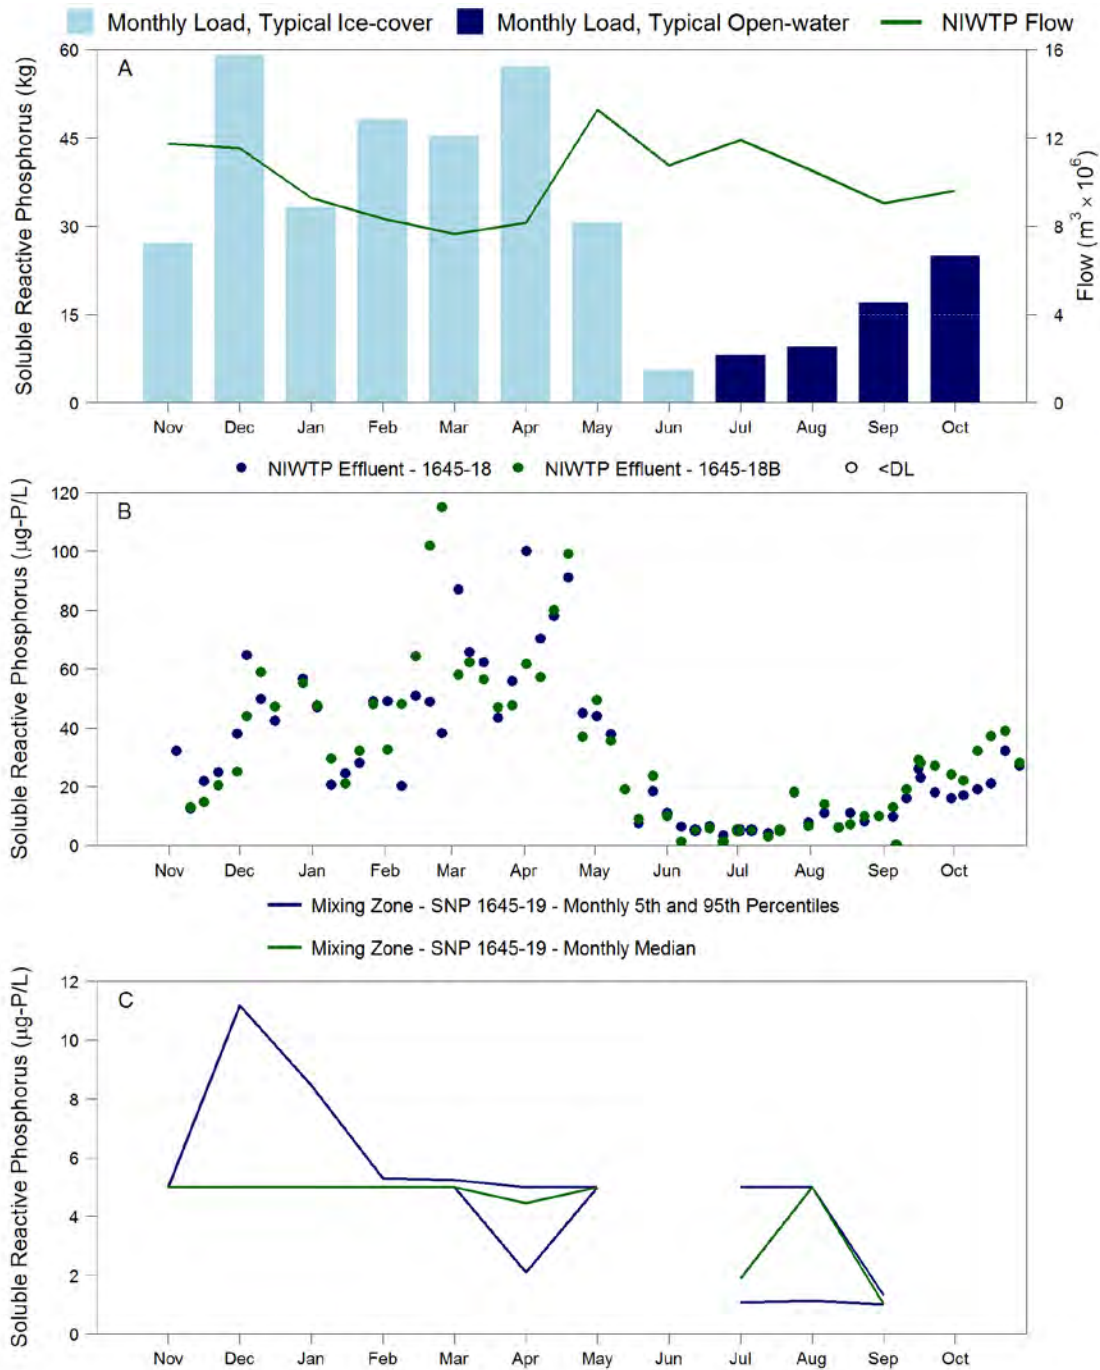 Monthly Load, Typical Ice-cover Monthly Load, Typical Open-water NIWTP Flow
A
Soluble Reactive Phosphorus (kg)
60
45
30
15
0
Flow (m³ × 10⁶)
16
12
8
4
0
Nov Dec Jan Feb Mar Apr May Jun Jul Aug Sep Oct
NIWTP Effluent - 1645-18 NIWTP Effluent - 1645-18B <DL
B
Soluble Reactive Phosphorus (µg-P/L)
120
100
80
60
40
20
0
Nov Dec Jan Feb Mar Apr May Jun Jul Aug Sep Oct
Mixing Zone - SNP 1645-19 - Monthly 5th and 95th Percentiles
Mixing Zone - SNP 1645-19 - Monthly Median
C
Soluble Reactive Phosphorus (µg-P/L)
12
10
8
6
4
2
0
Nov Dec Jan Feb Mar Apr May Jun Jul Aug Sep Oct